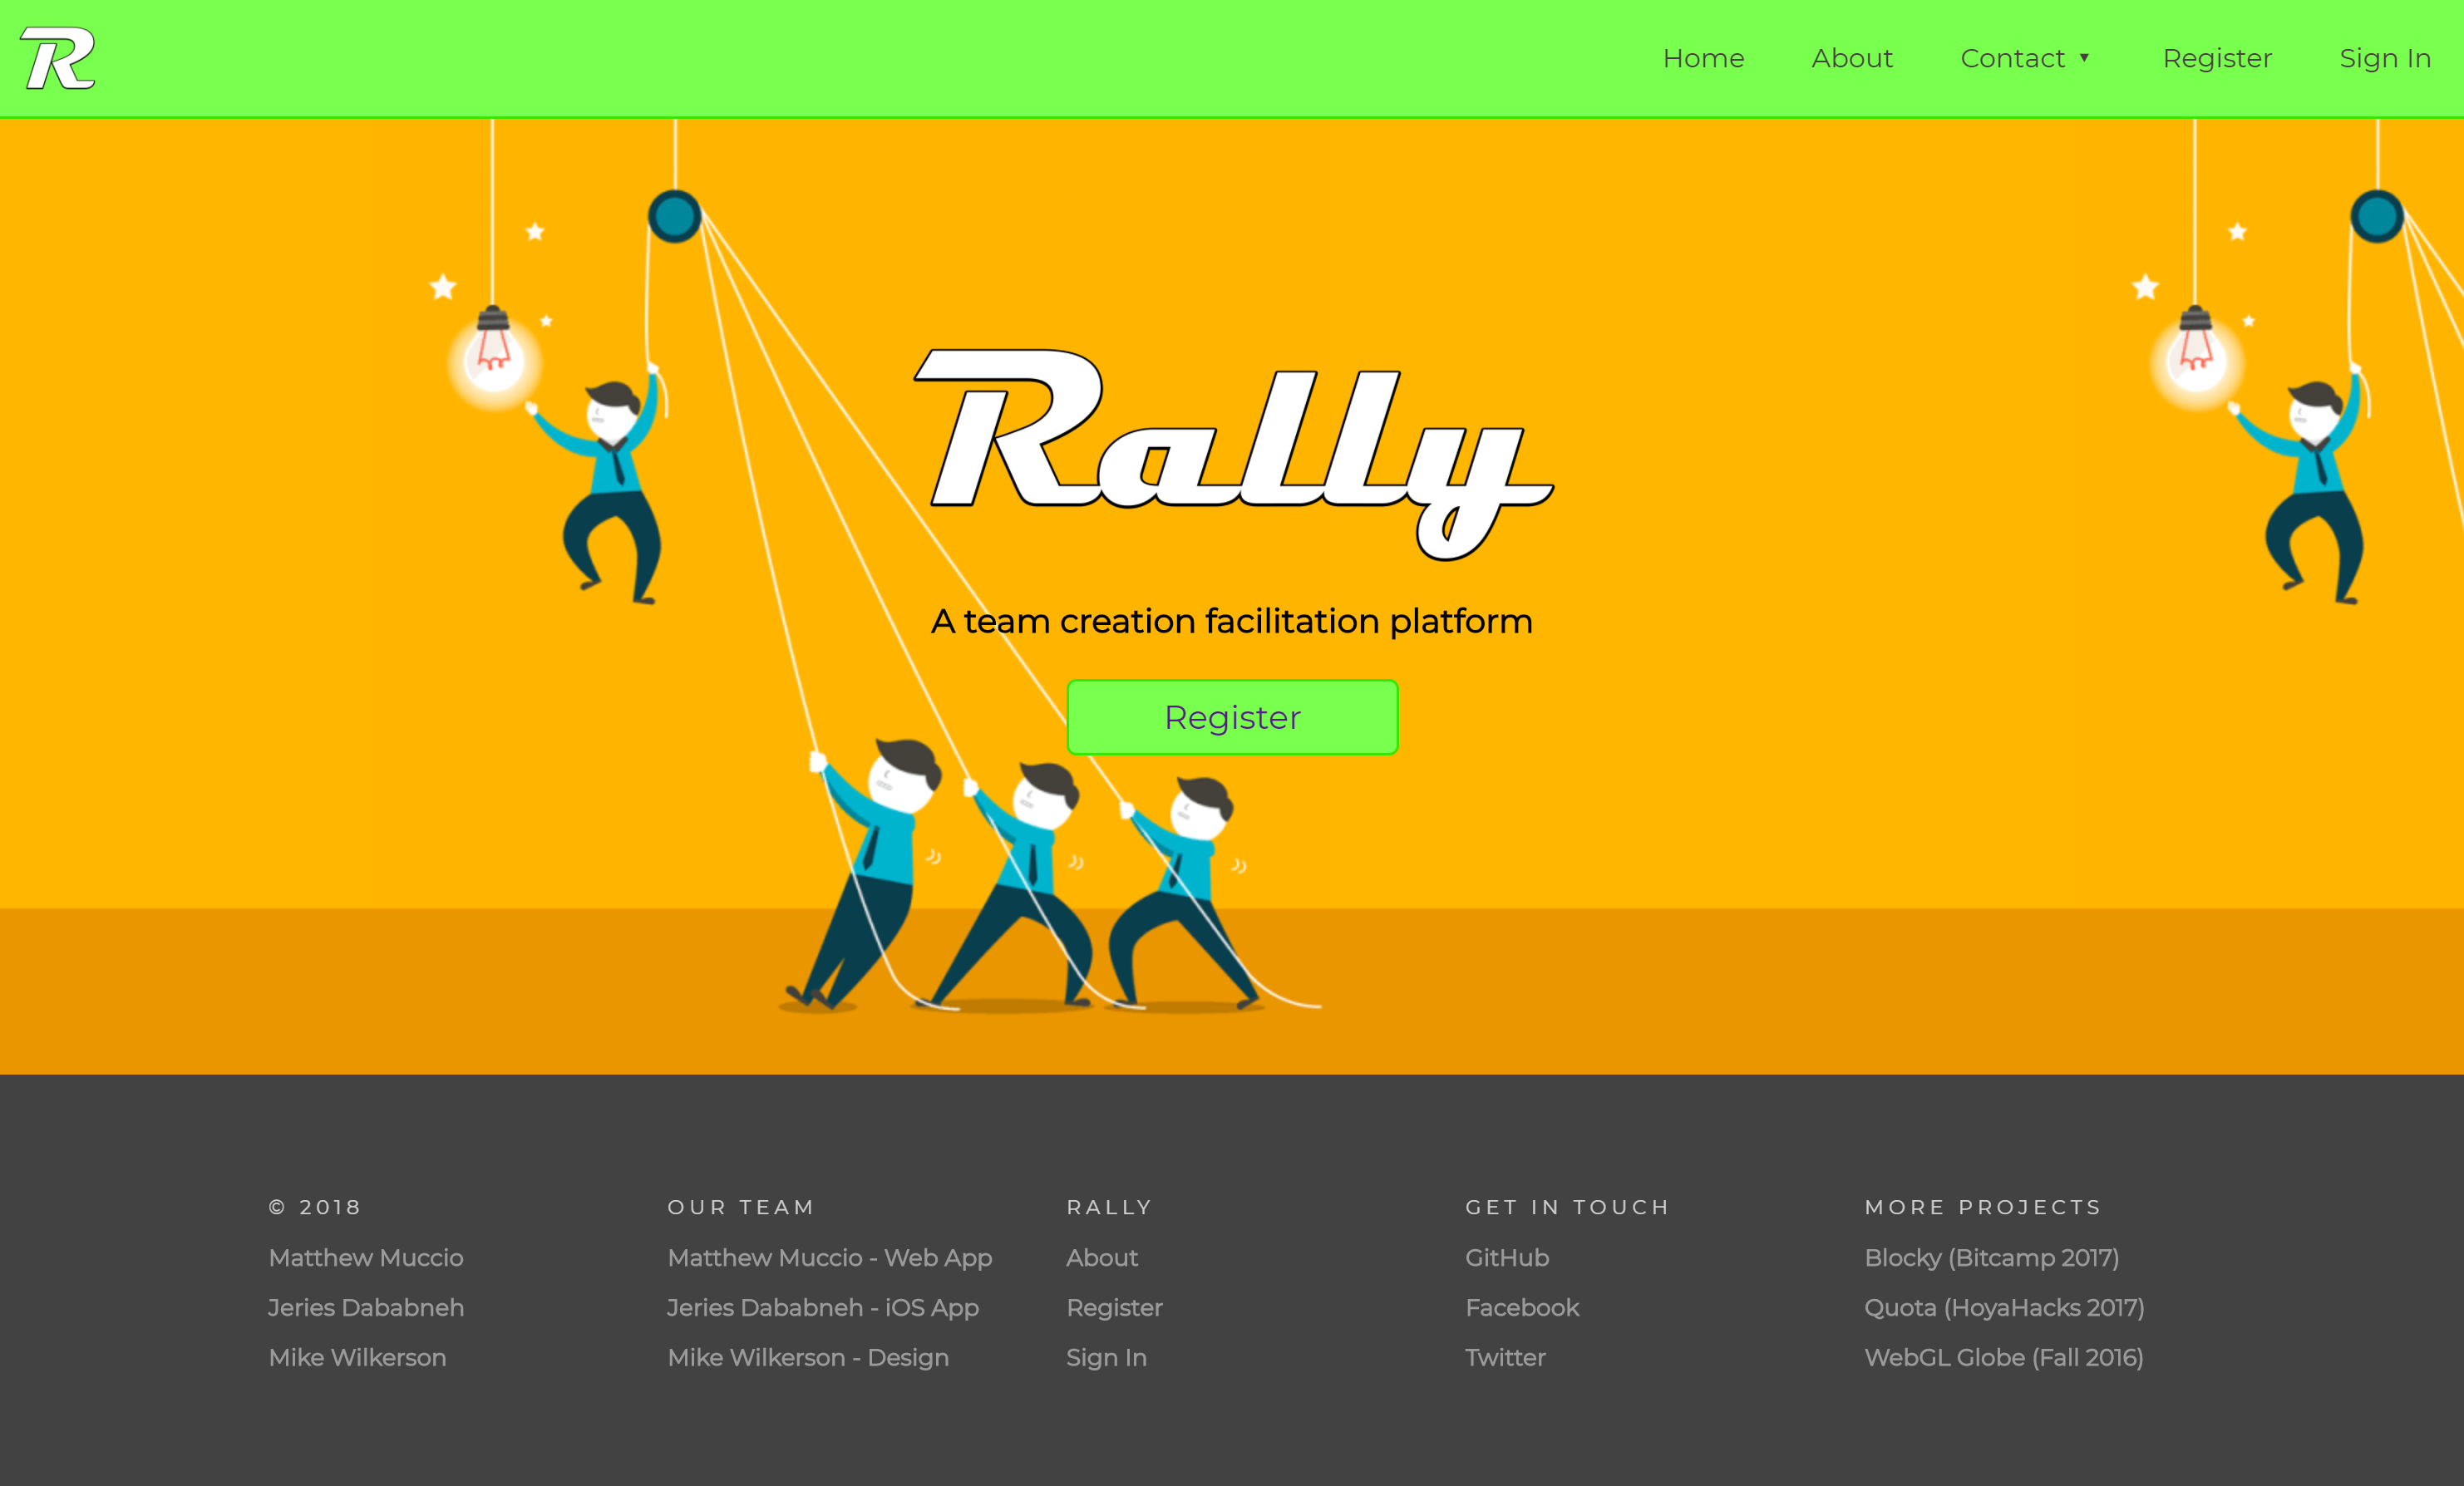 R
Home About Contact ▼ Register Sign In
Rally
A team creation facilitation platform
Register
© 2018
Matthew Muccio
Jeries Dababneh
Mike Wilkerson
OUR TEAM
Matthew Muccio - Web App
Jeries Dababneh - iOS App
Mike Wilkerson - Design
RALLY
About
Register
Sign In
GET IN TOUCH
GitHub
Facebook
Twitter
MORE PROJECTS
Blocky (Bitcamp 2017)
Quota (HoyaHacks 2017)
WebGL Globe (Fall 2016)